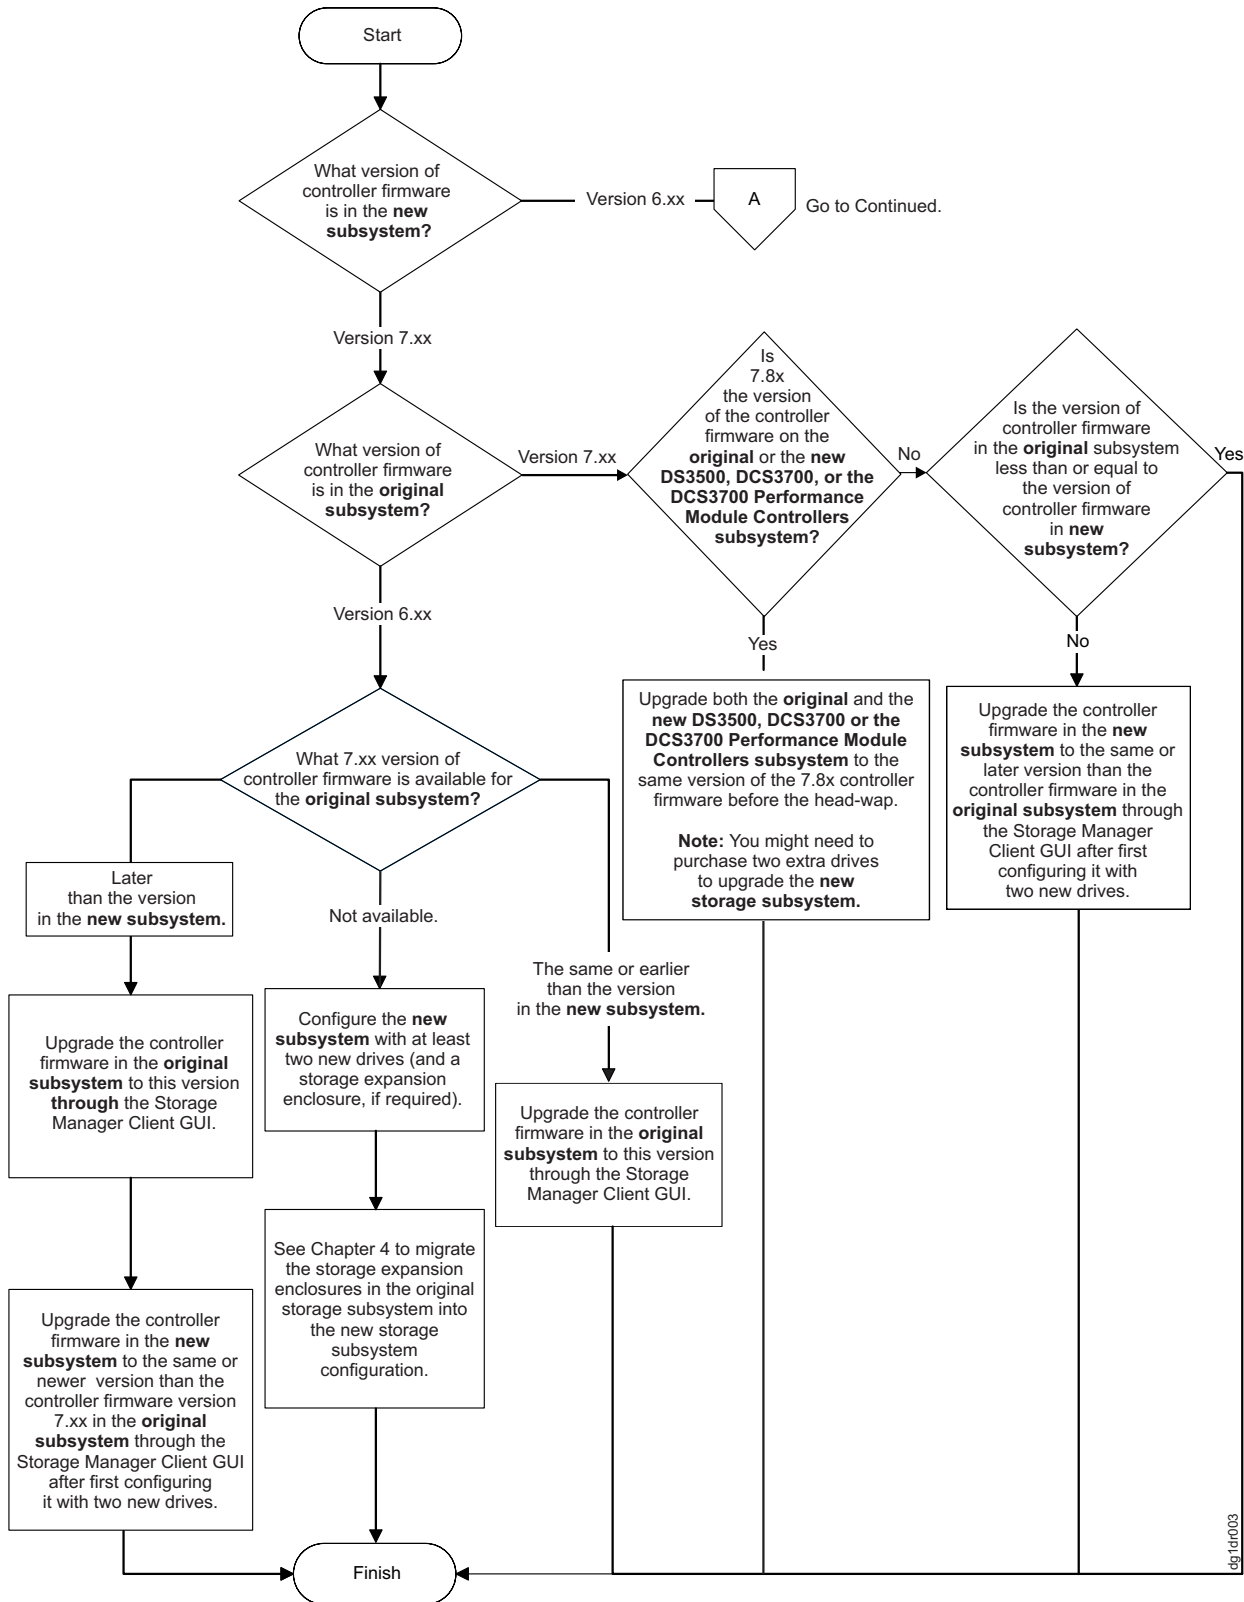 Start
What version of
controller firmware
is in the new
subsystem?
Version 6.xx
A
Go to Continued.
Version 7.xx
What version of
controller firmware
is in the original
subsystem?
Version 7.xx
Is
7.8x
the version
of the controller
firmware on the
original or the new
DS3500, DCS3700, or the
DCS3700 Performance
Module Controllers
subsystem?
No
Is the version of
controller firmware
in the original subsystem
less than or equal to
the version of
controller firmware
in new
subsystem?
Yes
Version 6.xx
Yes
No
What 7.xx version of
controller firmware is available for
the original subsystem?
Upgrade both the original and the
new DS3500, DCS3700 or the
DCS3700 Performance Module
Controllers subsystem to the
same version of the 7.8x controller
firmware before the head-wap.
Note: You might need to
purchase two extra drives
to upgrade the new
storage subsystem.
Upgrade the controller
firmware in the new
subsystem to the same or
later version than the
controller firmware in the
original subsystem through
the Storage Manager
Client GUI after first
configuring it with
two new drives.
Later
than the version
in the new subsystem.
Not available.
The same or earlier
than the version
in the new subsystem.
Upgrade the controller
firmware in the original
subsystem to this version
through the Storage
Manager Client GUI.
Configure the new
subsystem with at least
two new drives (and a
storage expansion
enclosure, if required).
Upgrade the controller
firmware in the original
subsystem to this version
through the Storage
Manager Client GUI.
See Chapter 4 to migrate
the storage expansion
enclosures in the original
storage subsystem into
the new storage
subsystem
configuration.
Upgrade the controller
firmware in the new
subsystem to the same or
newer version than the
controller firmware version
7.xx in the original
subsystem through the
Storage Manager Client GUI
after first configuring
it with two new drives.
Finish
dg1dr003